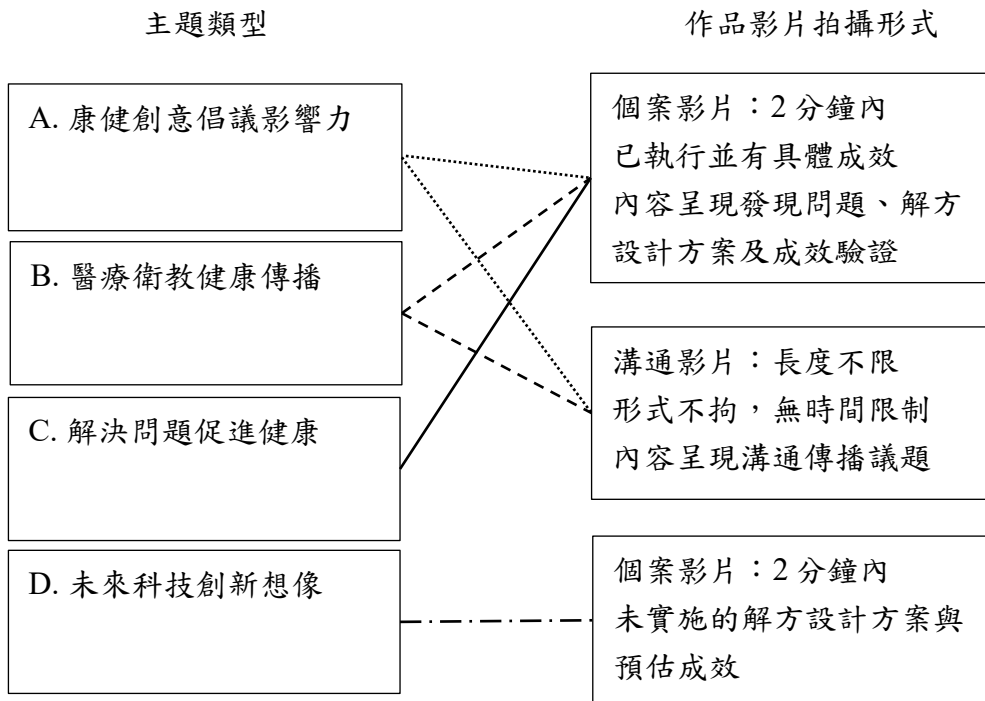 主題類型
作品影片拍攝形式
A. 康健創意倡議影響力
B. 醫療衛教健康傳播
C. 解決問題促進健康
D. 未來科技創新想像
個案影片：2 分鐘內
已執行並有具體成效
內容呈現發現問題、解方
設計方案及成效驗證
溝通影片：長度不限
形式不拘，無時間限制
內容呈現溝通傳播議題
個案影片：2 分鐘內
未實施的解方設計方案與
預估成效